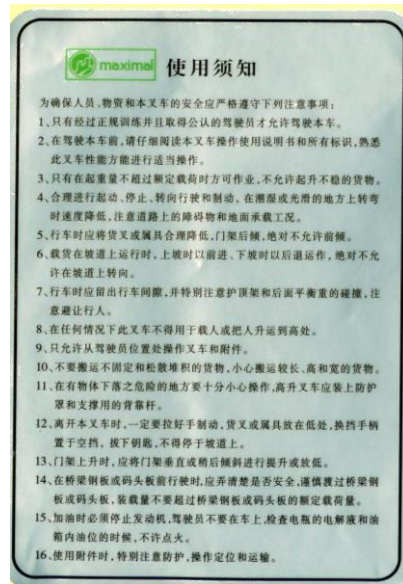 maximal 使用须知
为确保人员、物资和本叉车的安全应严格遵守下列注意事项：
1、只有经过正规训练并且取得公认的驾驶员才允许驾驶本车。
2、在驾驶本车前，请仔细阅读本叉车操作使用说明书和所有标识，熟悉
此叉车性能方能进行适当操作。
3、只有在起重量不超过额定载荷时方可作业，不允许起升不稳的货物。
4、合理进行起动、停止、转向行驶和制动，在潮湿或光滑的地方上转弯
时速度降低，注意道路上的障碍物和地面承载工况。
5、行车时应将货叉或属具合理降低，门架后倾，绝对不允许前倾。
6、载货在坡道上运行时，上坡时以前进、下坡时以后退运作，绝对不允
许在坡道上转向。
7、行车时应留出行车间隙，并特别注意护顶架和后面平衡重的碰撞，注
意避让行人。
8、在任何情况下此叉车不得用于载人或把人升运到高处。
9、只允许从驾驶员位置处操作叉车和附件。
10、不要搬运不固定和松散堆积的货物，小心搬运较长、高和宽的货物。
11、在有物体下落之危险的地方要十分小心操作，高升叉车应装上防护
罩和支撑用的背靠杆。
12、离开本叉车时，一定要拉好手制动，货叉或属具放在低处，换挡手柄
置于空挡，拔下钥匙，不得停于坡道上。
13、门架上升时，应将门架垂直或稍后倾斜进行提升或放低。
14、在桥梁钢板或码头板前行驶时，应弄清楚是否安全，谨慎渡过桥梁钢
板或码头板，装载量不要超过桥梁钢板或码头板的额定载荷量。
15、加油时必须停止发动机，驾驶员不要在车上，检查电瓶的电解液和油
箱内油位的时候，不许点火。
16、使用附件时，特别注意防护，操作定位和运输。